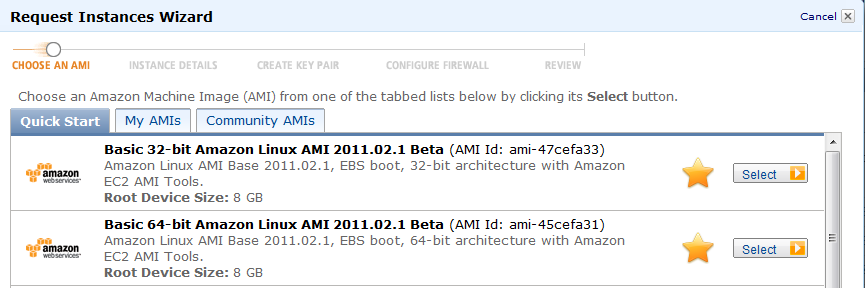 Request Instances Wizard
Cancel
CHOOSE AN AMI INSTANCE DETAILS CREATE KEY PAIR CONFIGURE FIREWALL REVIEW
Choose an Amazon Machine Image (AMI) from one of the tabbed lists below by clicking its Select button.
Quick Start My AMIs Community AMIs
amazon
webservices
Basic 32-bit Amazon Linux AMI 2011.02.1 Beta (AMI Id: ami-47cefa33)
Amazon Linux AMI Base 2011.02.1, EBS boot, 32-bit architecture with Amazon
EC2 AMI Tools.
Root Device Size: 8 GB
Select
amazon
webservices
Basic 64-bit Amazon Linux AMI 2011.02.1 Beta (AMI Id: ami-45cefa31)
Amazon Linux AMI Base 2011.02.1, EBS boot, 64-bit architecture with Amazon
EC2 AMI Tools.
Root Device Size: 8 GB
Select